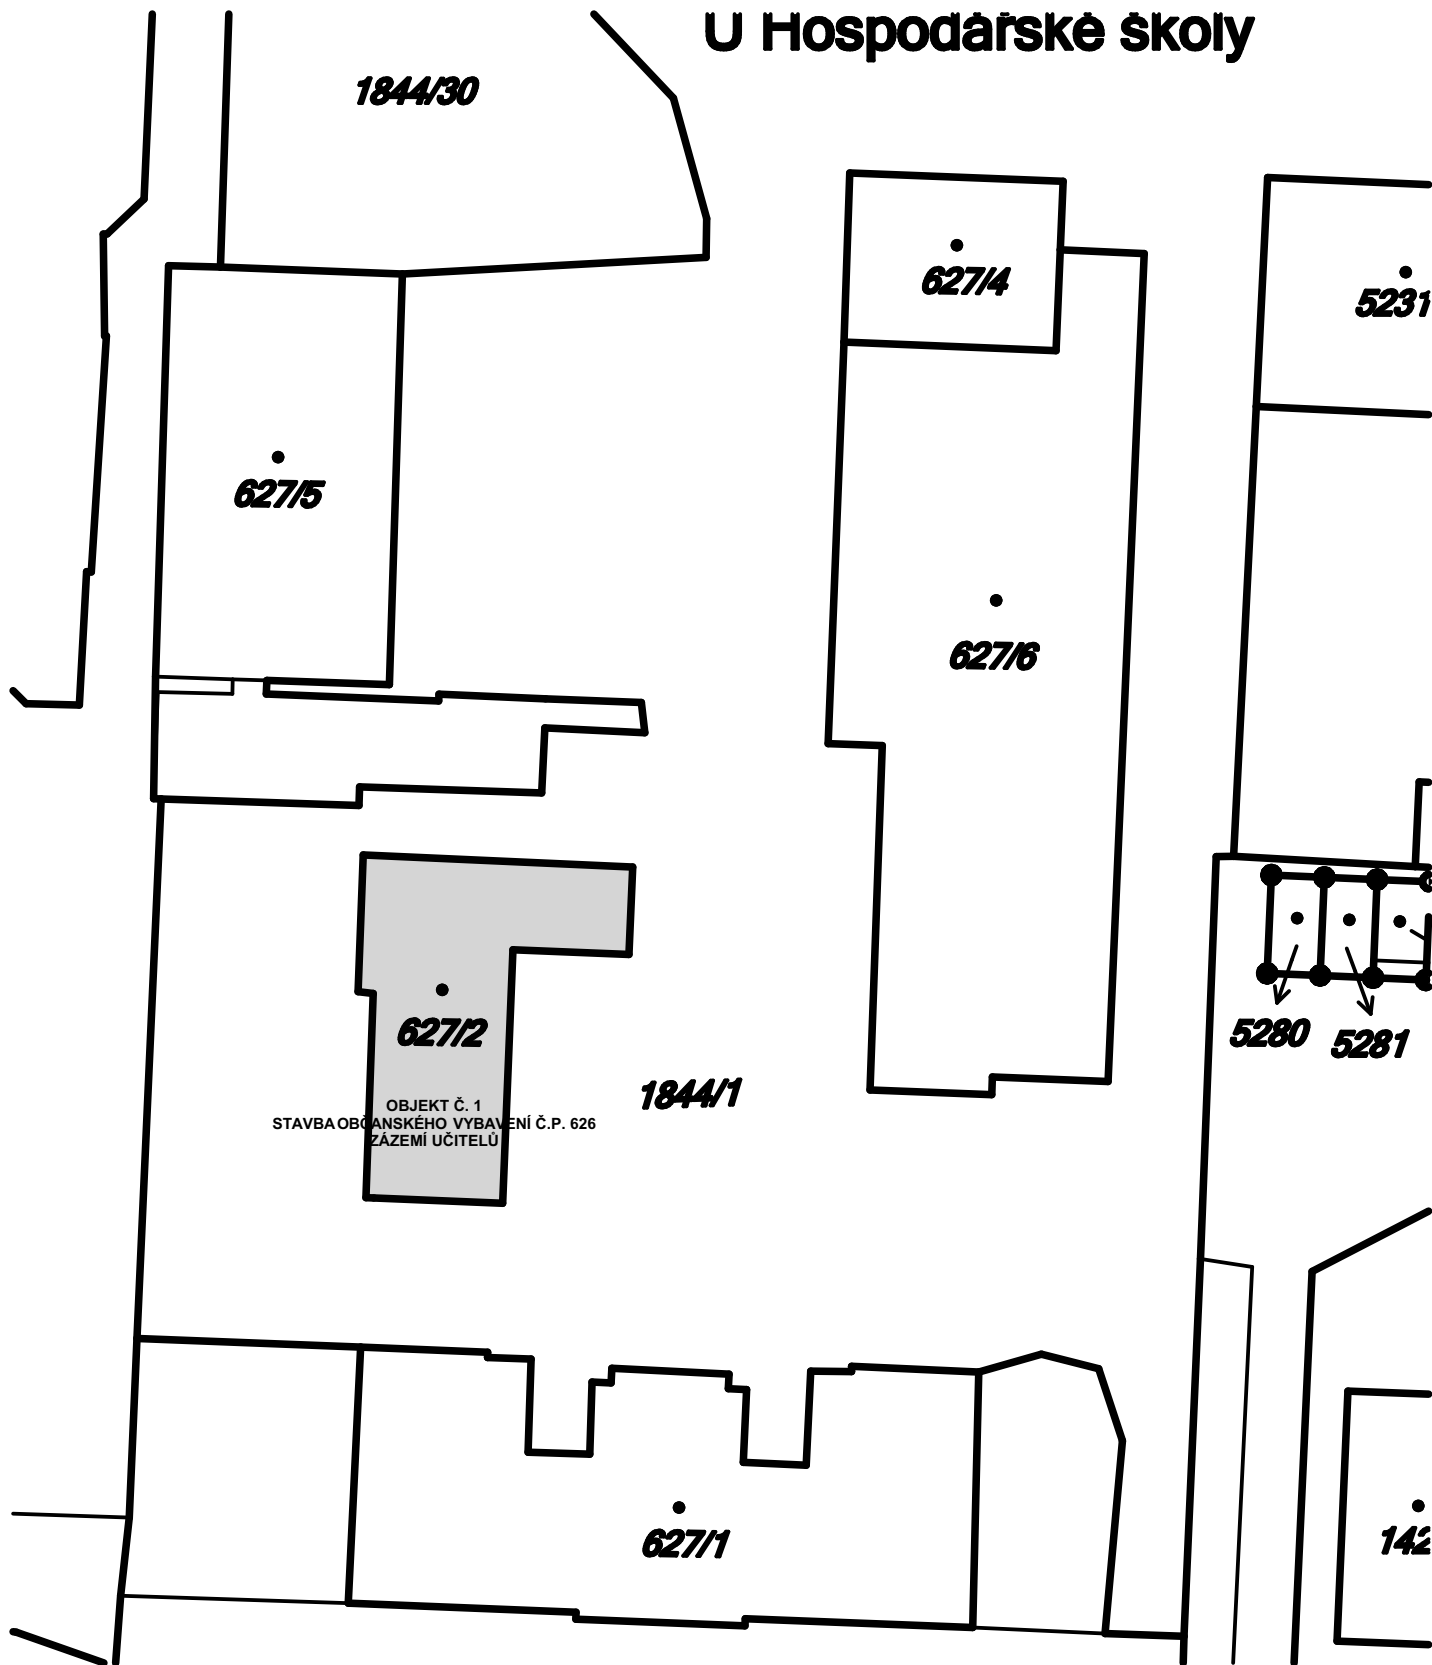 U Hospodářské školy
1844/30
627/4
5231
627/5
627/6
5280
5281
627/2
1844/1
OBJEKT Č. 1
STAVBA OBČANSKÉHO VYBAVENÍ Č.P. 626
ZÁZEMÍ UČITELŮ
627/1
142